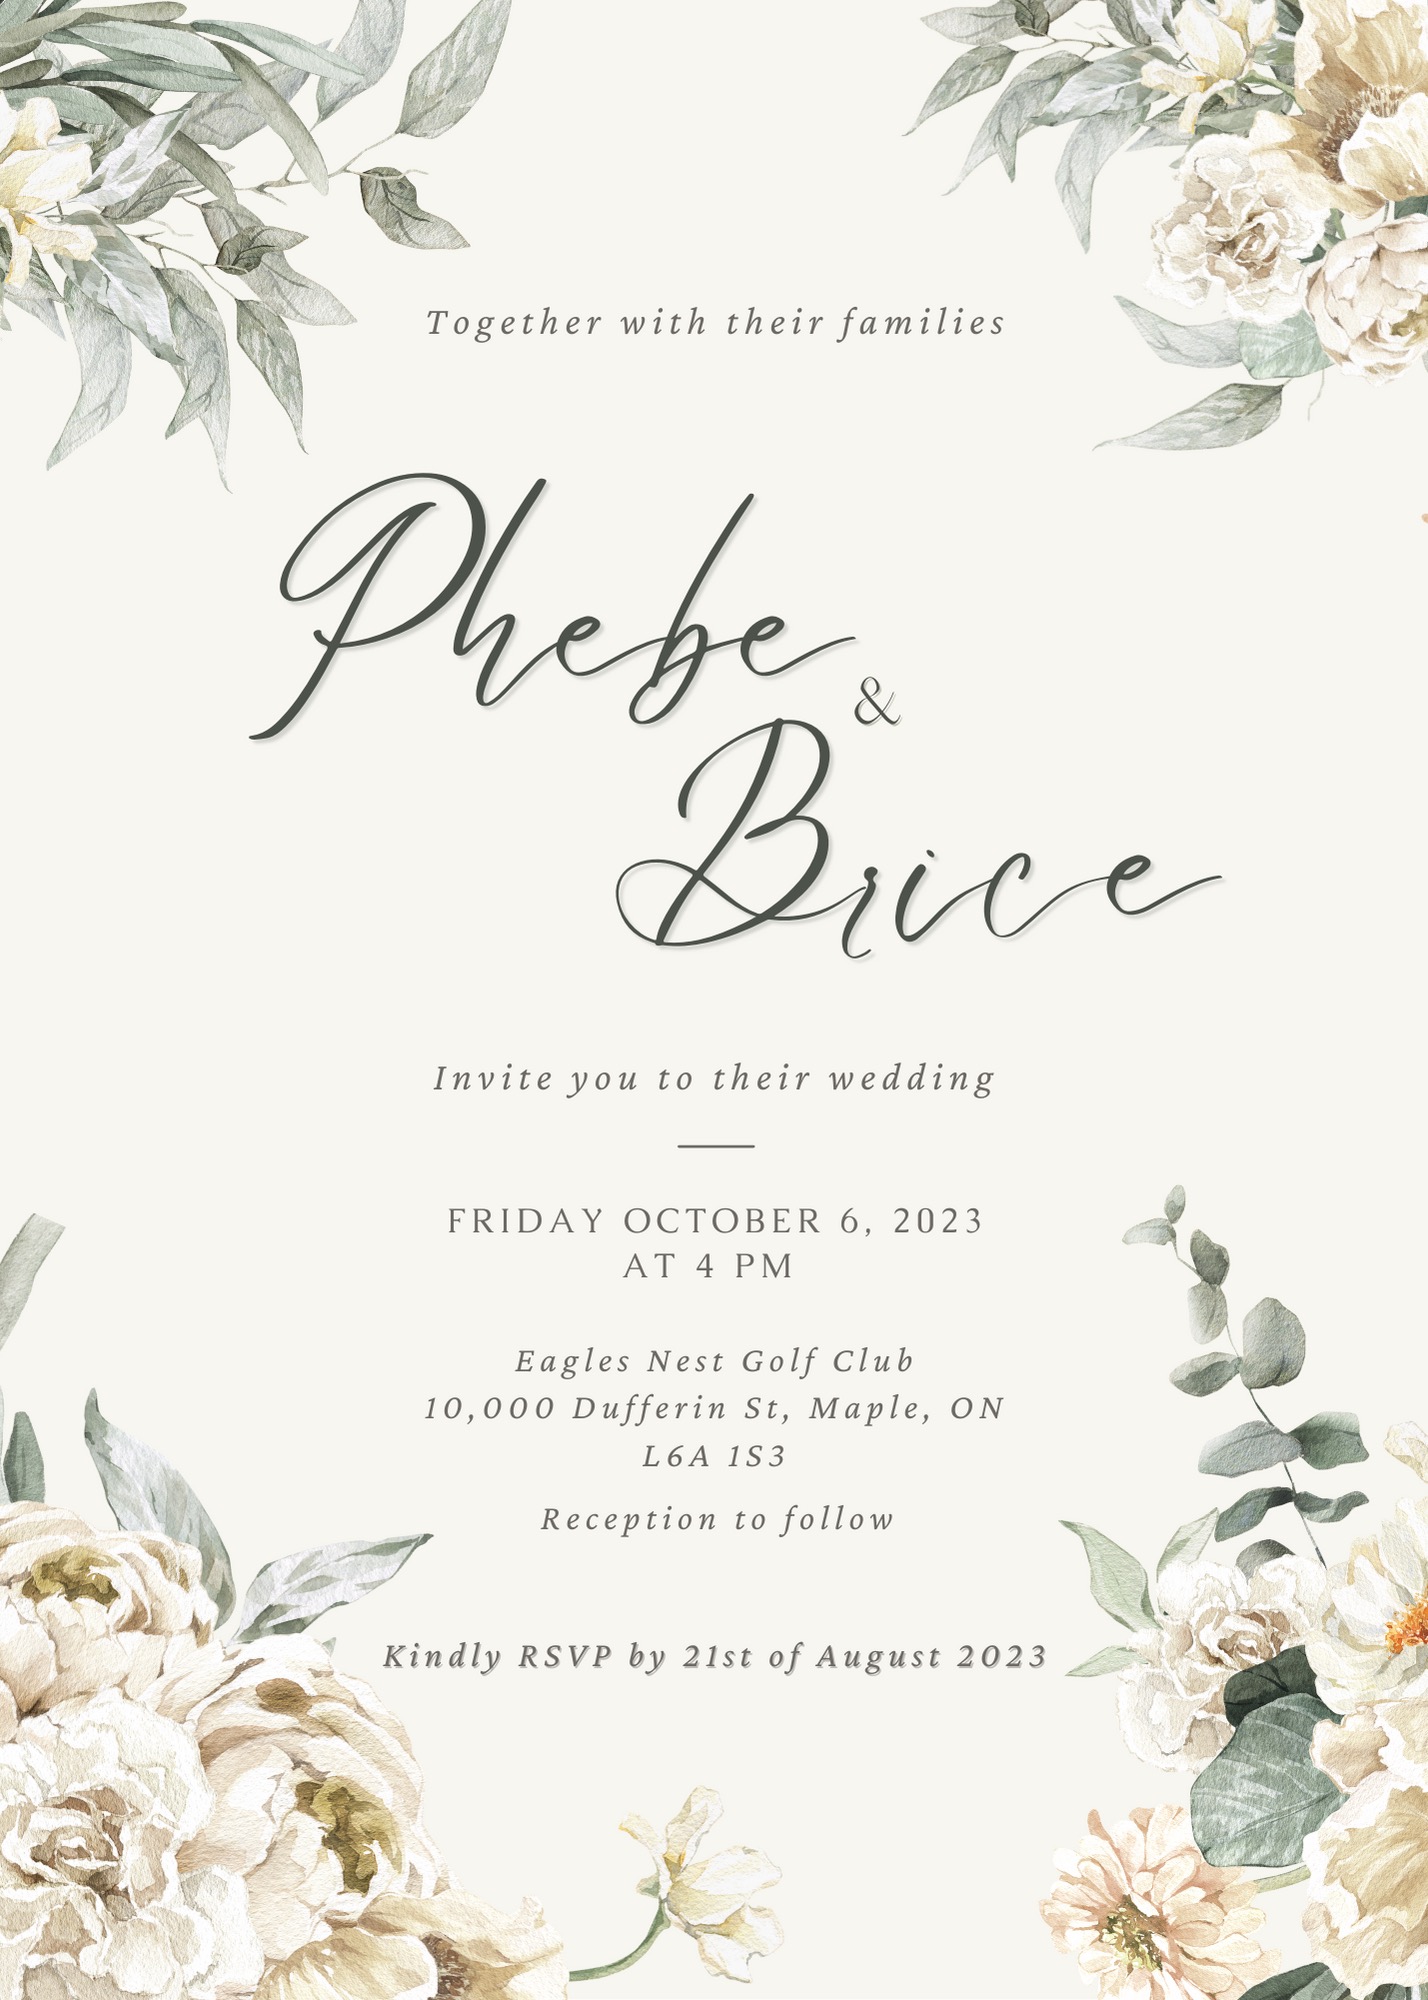 Together with their families
Phebe
&
Brice
Invite you to their wedding
FRIDAY OCTOBER 6, 2023
AT 4 PM
Eagles Nest Golf Club
10,000 Dufferin St, Maple, ON
L6A 1S3
Reception to follow
Kindly RSVP by 21st of August 2023